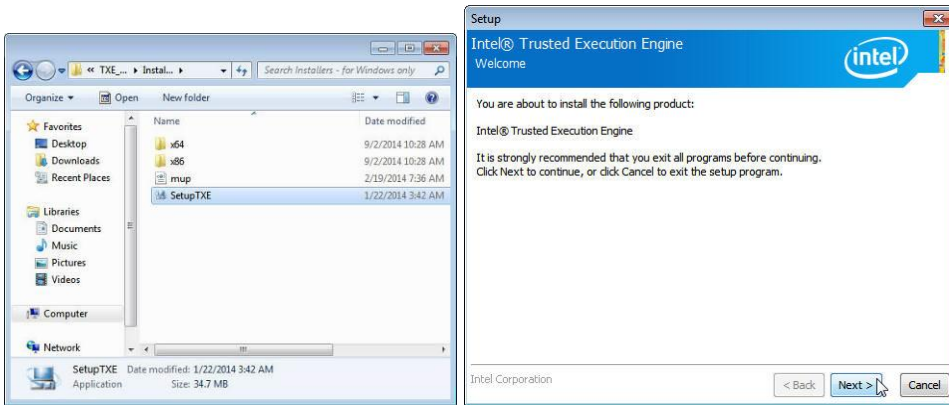 « TXE_... ▸ Instal... ▸
Search Installers - for Windows only
Organize ▾ Open New folder
Name Date modified
Favorites
Desktop
Downloads
Recent Places
Libraries
Documents
Music
Pictures
Videos
Computer
Network
x64 9/2/2014 10:28 AM
x86 9/2/2014 10:28 AM
mup 2/19/2014 7:36 AM
SetupTXE 1/22/2014 3:42 AM
SetupTXE Date modified: 1/22/2014 3:42 AM
Application Size: 34.7 MB
Setup
Intel® Trusted Execution Engine
Welcome
intel
You are about to install the following product:
Intel® Trusted Execution Engine
It is strongly recommended that you exit all programs before continuing.
Click Next to continue, or click Cancel to exit the setup program.
Intel Corporation
< Back Next > Cancel